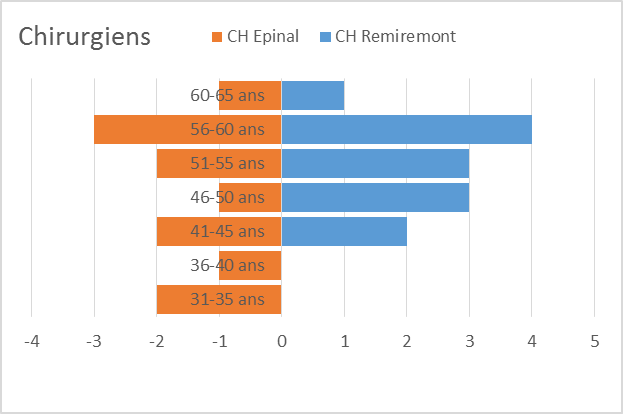 Chirurgiens
CH Epinal CH Remiremont
60-65 ans
56-60 ans
51-55 ans
46-50 ans
41-45 ans
36-40 ans
31-35 ans
-4 -3 -2 -1 0 1 2 3 4 5